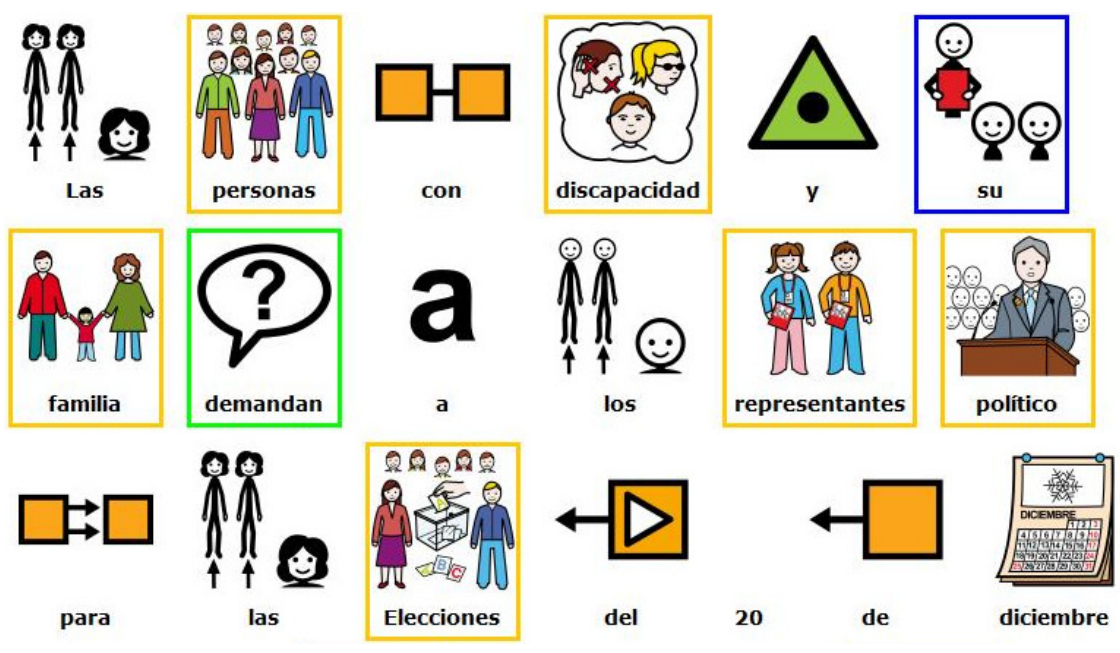 Las personas con discapacidad y su
familia demandan a los representantes político
para las Elecciones del 20 de diciembre